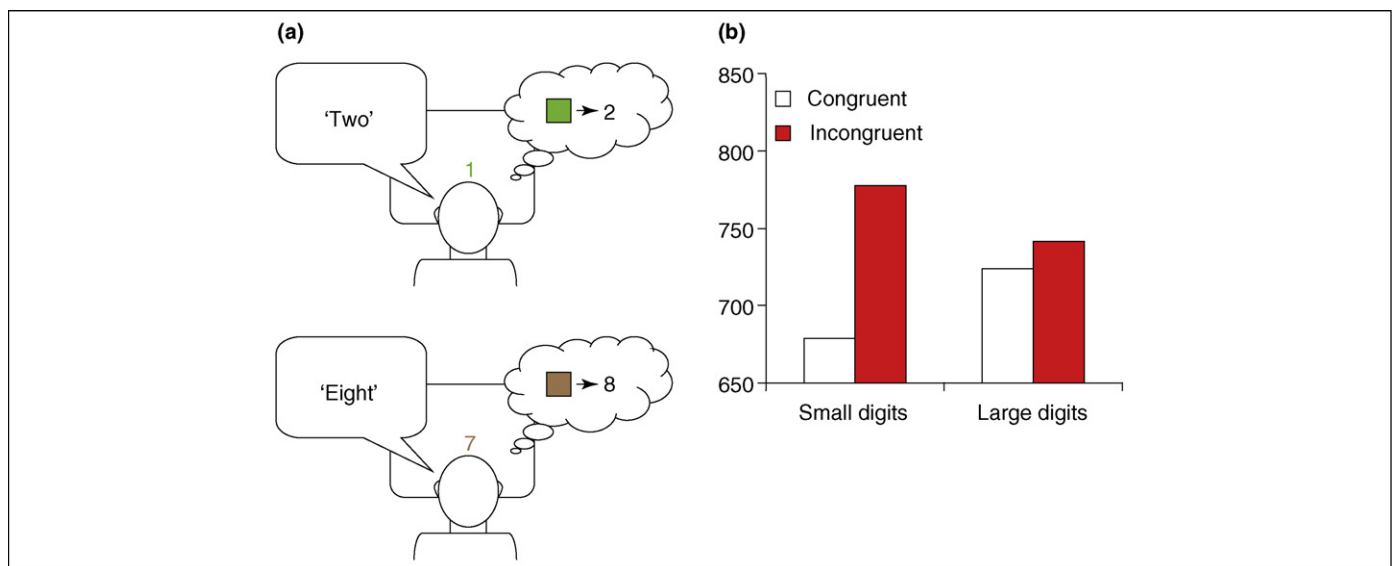 (a)
'Two'
2
1
'Eight'
8
7
(b)
850
800
750
700
650
Congruent
Incongruent
Small digits
Large digits